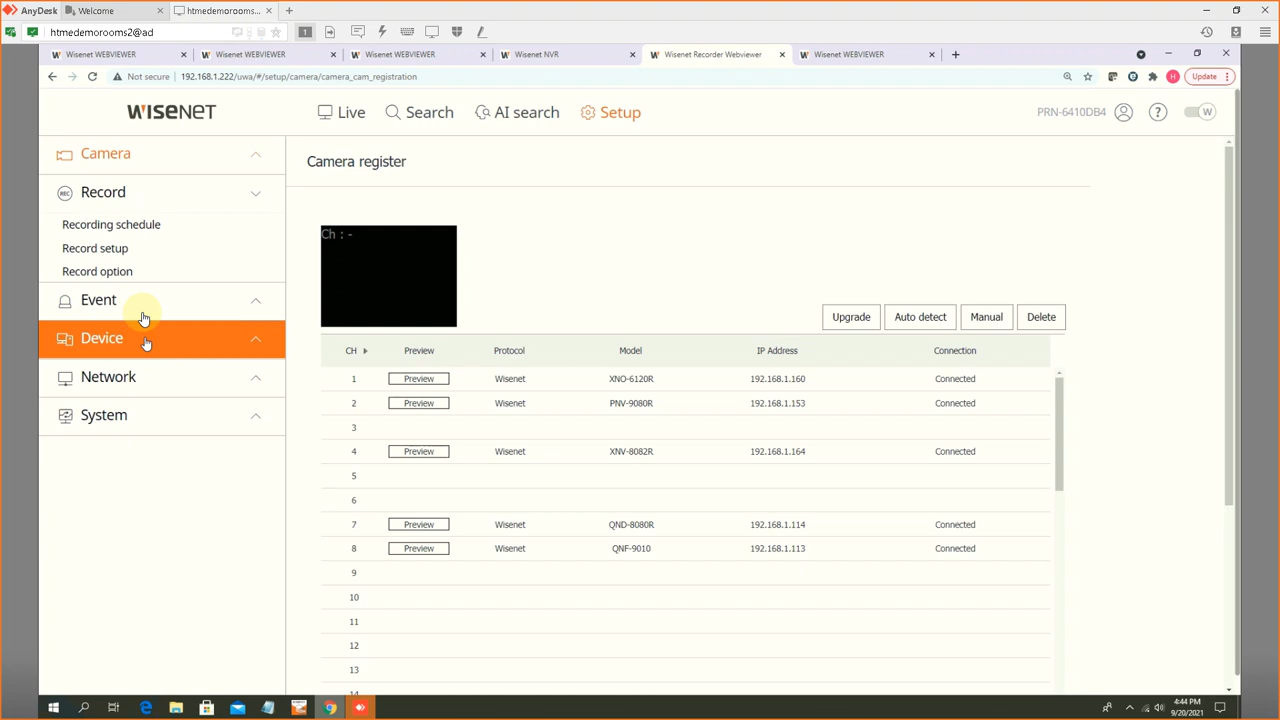 AnyDesk
Welcome
htmedemorooms...
htmedemorooms2@ad
1
Wisenet WEBVIEWER
Wisenet WEBVIEWER
Wisenet WEBVIEWER
Wisenet NVR
Wisenet Recorder Webviewer
Wisenet WEBVIEWER
Not secure
192.168.1.222/uwa/#/setup/camera/camera_cam_registration
H
Update
WISENET
Live
Search
AI search
Setup
PRN-6410DB4
?
W
Camera
REC
Record
Recording schedule
Record setup
Record option
Event
Device
Network
System
Camera register
Ch : -
Upgrade
Auto detect
Manual
Delete
CH Preview Protocol Model IP Address Connection
1 Preview Wisenet XNO-6120R 192.168.1.160 Connected
2 Preview Wisenet PNV-9080R 192.168.1.153 Connected
3
4 Preview Wisenet XNV-8082R 192.168.1.164 Connected
5
6
7 Preview Wisenet QND-8080R 192.168.1.114 Connected
8 Preview Wisenet QNF-9010 192.168.1.113 Connected
9
10
11
12
13
14
4:44 PM
9/20/2021